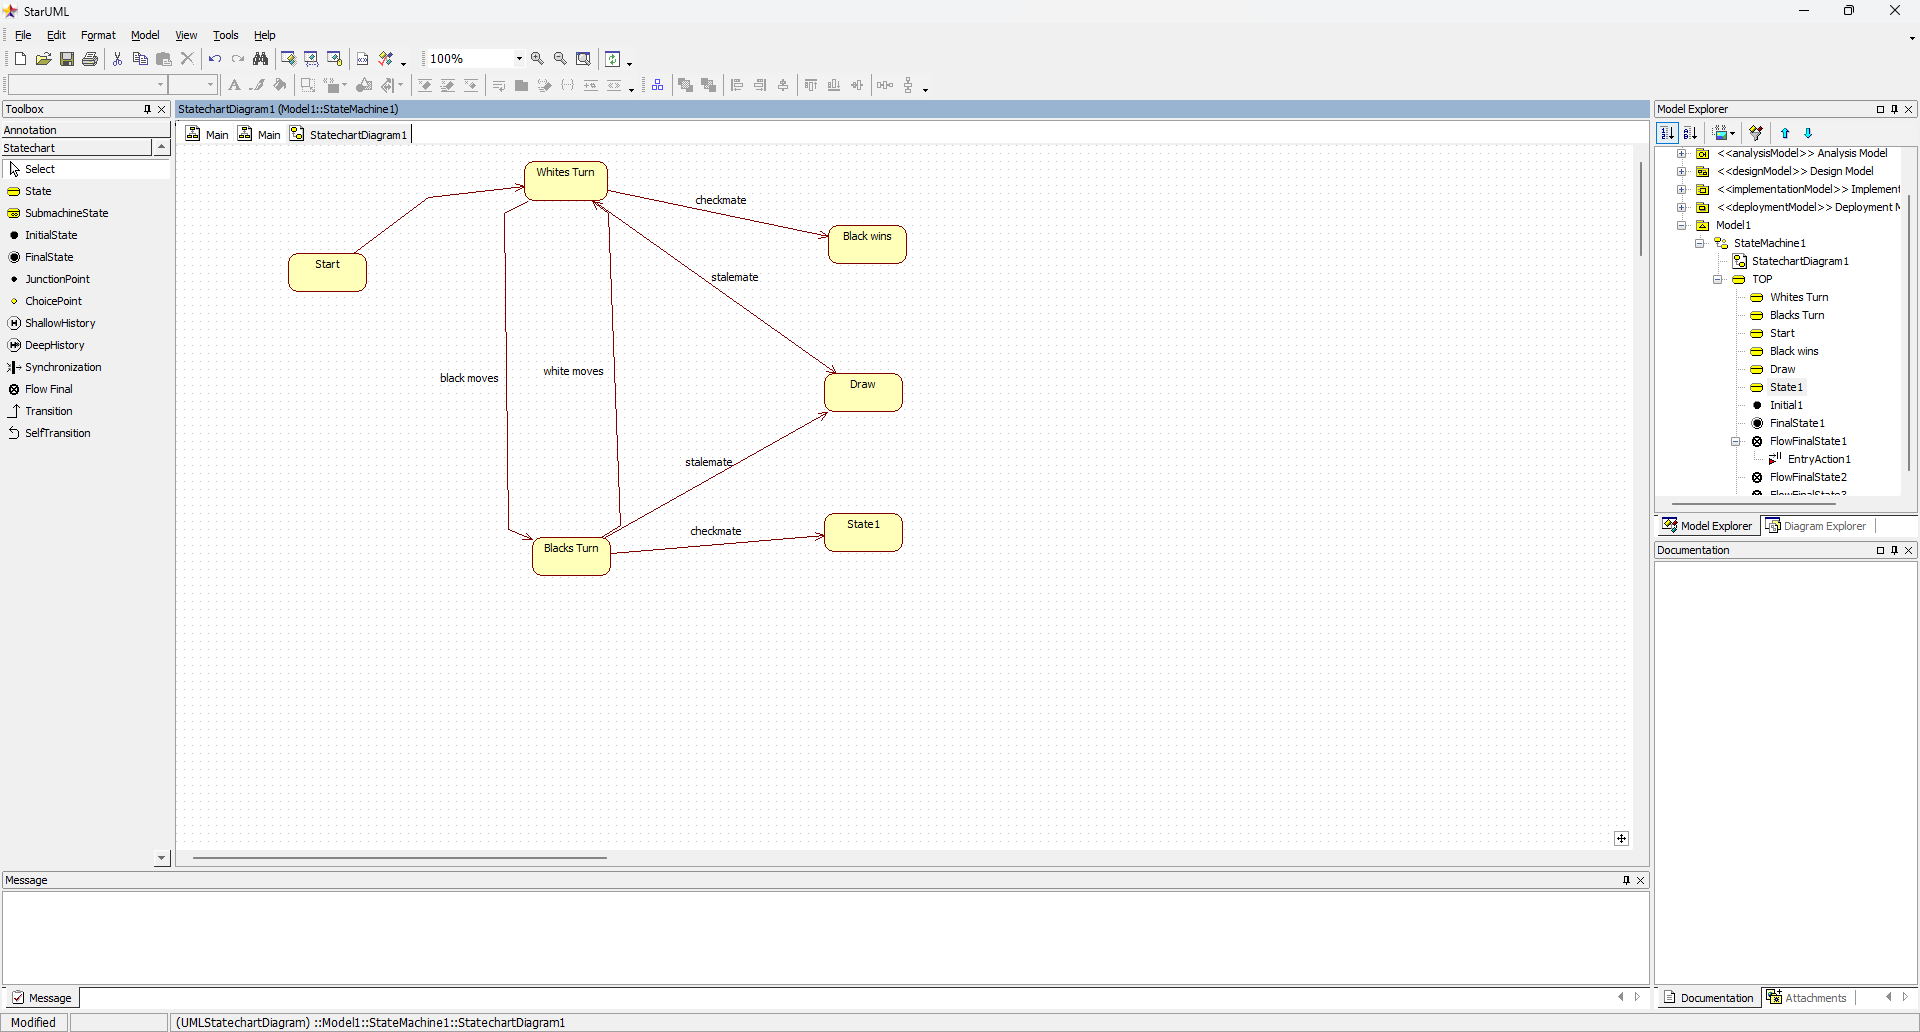 StarUML
File Edit Format Model View Tools Help
100%
Toolbox
Annotation
Statechart
Select
State
SubmachineState
InitialState
FinalState
JunctionPoint
ChoicePoint
ShallowHistory
DeepHistory
Synchronization
Flow Final
Transition
SelfTransition
StatechartDiagram1 (Model1::StateMachine1)
Main Main StatechartDiagram1
Whites Turn
checkmate
Black wins
Start
stalemate
black moves
white moves
Draw
stalemate
State1
checkmate
Blacks Turn
Model Explorer
<<analysisModel>> Analysis Model
<<designModel>> Design Model
<<implementationModel>> Implement
<<deploymentModel>> Deployment
Model1
StateMachine1
StatechartDiagram1
TOP
Whites Turn
Blacks Turn
Start
Black wins
Draw
State1
Initial1
FinalState1
FlowFinalState1
EntryAction1
FlowFinalState2
Model Explorer Diagram Explorer
Documentation
Documentation Attachments
Message
Message
Modified
(UMLStatechartDiagram) ::Model1::StateMachine1::StatechartDiagram1